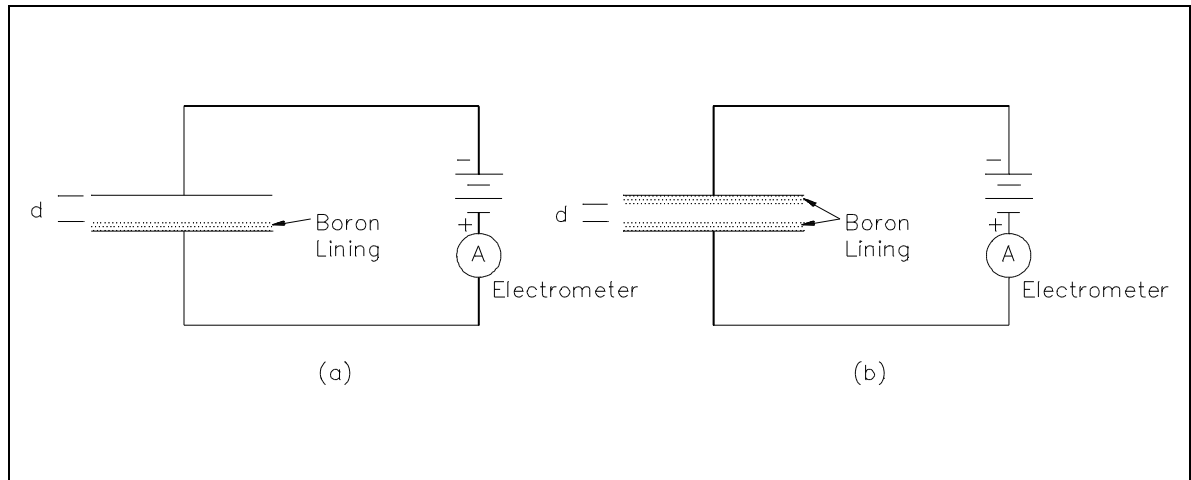 −
d
Boron
Lining
+
A
Electrometer
(a)
−
d
Boron
Lining
+
A
Electrometer
(b)